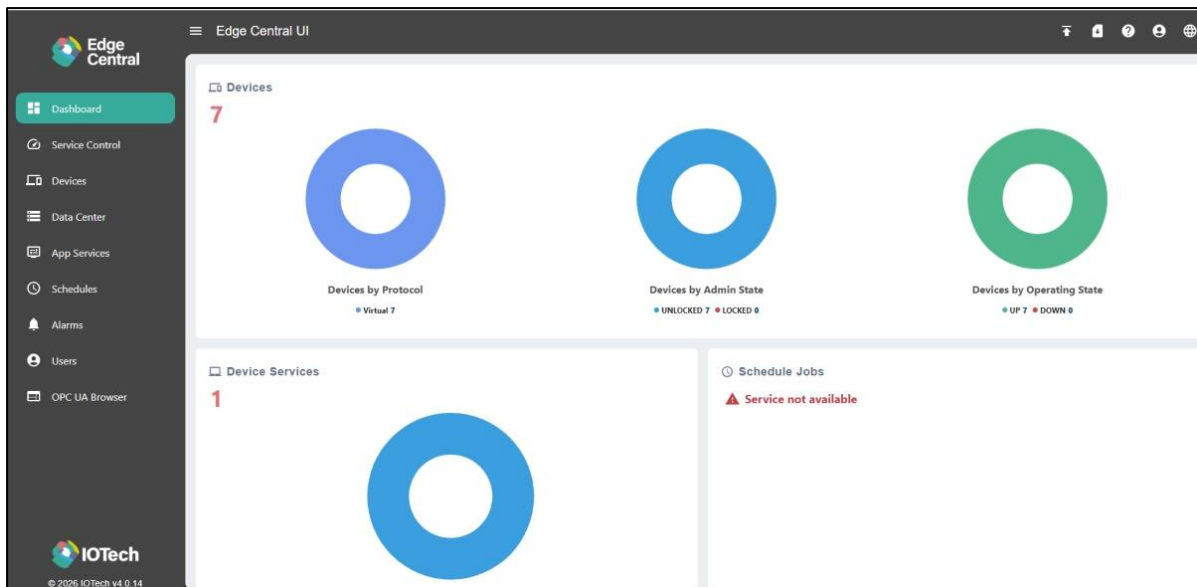 Edge
Central
Edge Central UI
Dashboard
Service Control
Devices
Data Center
App Services
Schedules
Alarms
Users
OPC UA Browser
IOTech
© 2026 IOTech v4.0.14
Devices
7
Devices by Protocol
Virtual 7
Devices by Admin State
UNLOCKED 7 LOCKED 0
Devices by Operating State
UP 7 DOWN 0
Device Services
1
Schedule Jobs
Service not available